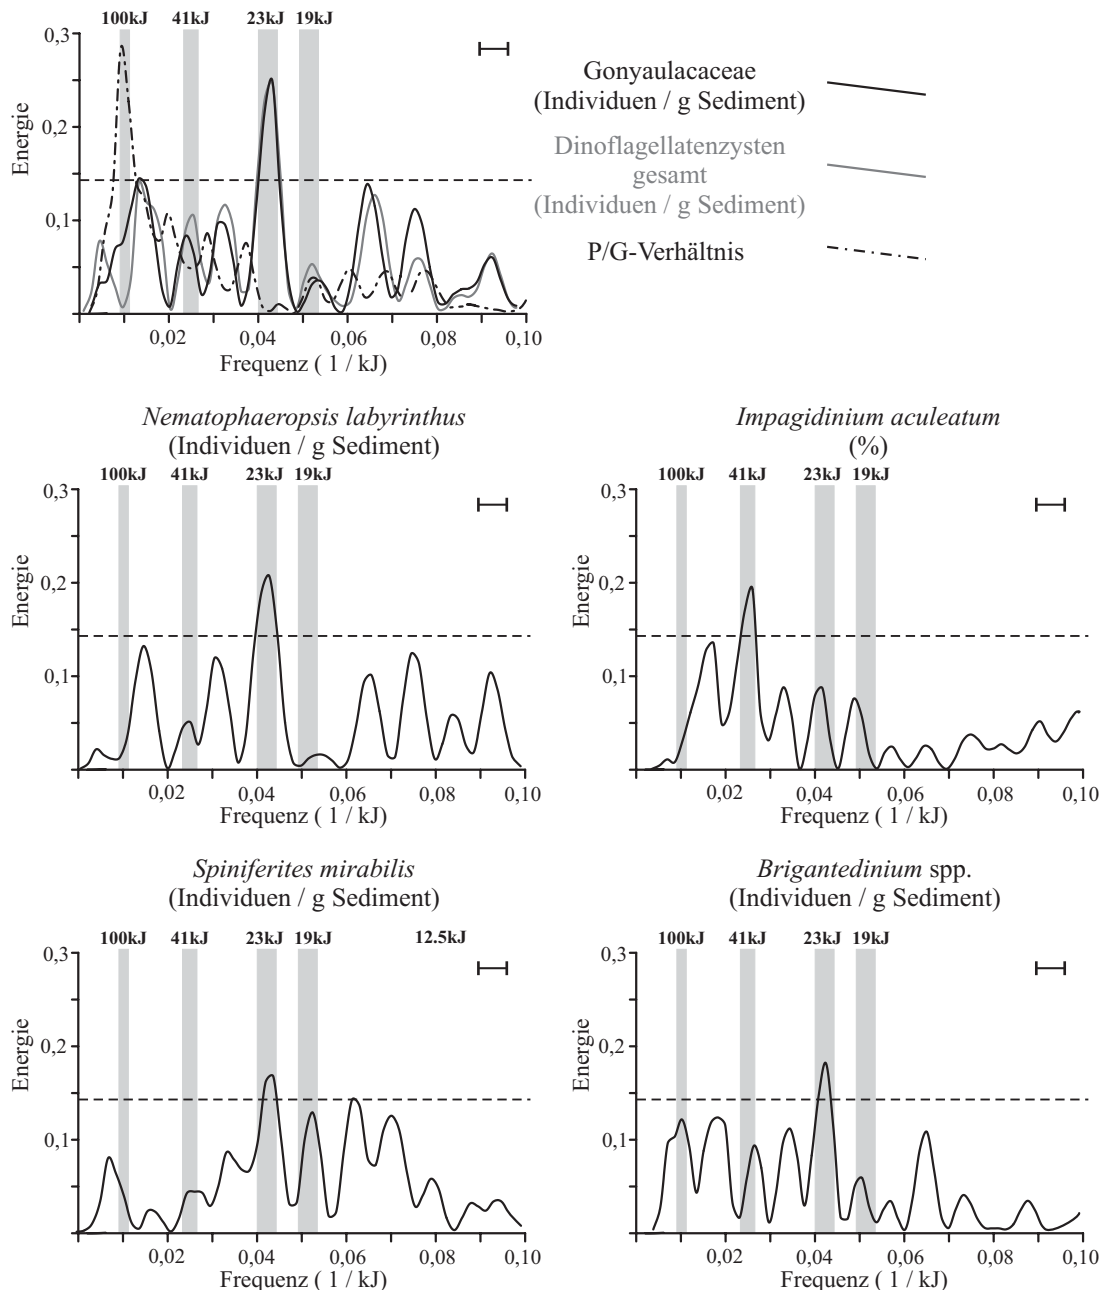 100kJ 41kJ 23kJ 19kJ
0,3
0,2
0,1
Energie
0,02 0,04 0,06 0,08 0,10
Frequenz ( 1 / kJ)
Gonyaulacaceae
(Individuen / g Sediment)
Dinoflagellatenzysten
gesamt
(Individuen / g Sediment)
P/G-Verhältnis
Nematophaeropsis labyrinthus
(Individuen / g Sediment)
100kJ 41kJ 23kJ 19kJ
0,3
0,2
0,1
Energie
0,02 0,04 0,06 0,08 0,10
Frequenz ( 1 / kJ)
Impagidinium aculeatum
(%)
100kJ 41kJ 23kJ 19kJ
0,3
0,2
0,1
Energie
0,02 0,04 0,06 0,08 0,10
Frequenz ( 1 / kJ)
Spiniferites mirabilis
(Individuen / g Sediment)
100kJ 41kJ 23kJ 19kJ 12.5kJ
0,3
0,2
0,1
Energie
0,02 0,04 0,06 0,08 0,10
Frequenz ( 1 / kJ)
Brigantedinium spp.
(Individuen / g Sediment)
100kJ 41kJ 23kJ 19kJ
0,3
0,2
0,1
Energie
0,02 0,04 0,06 0,08 0,10
Frequenz ( 1 / kJ)